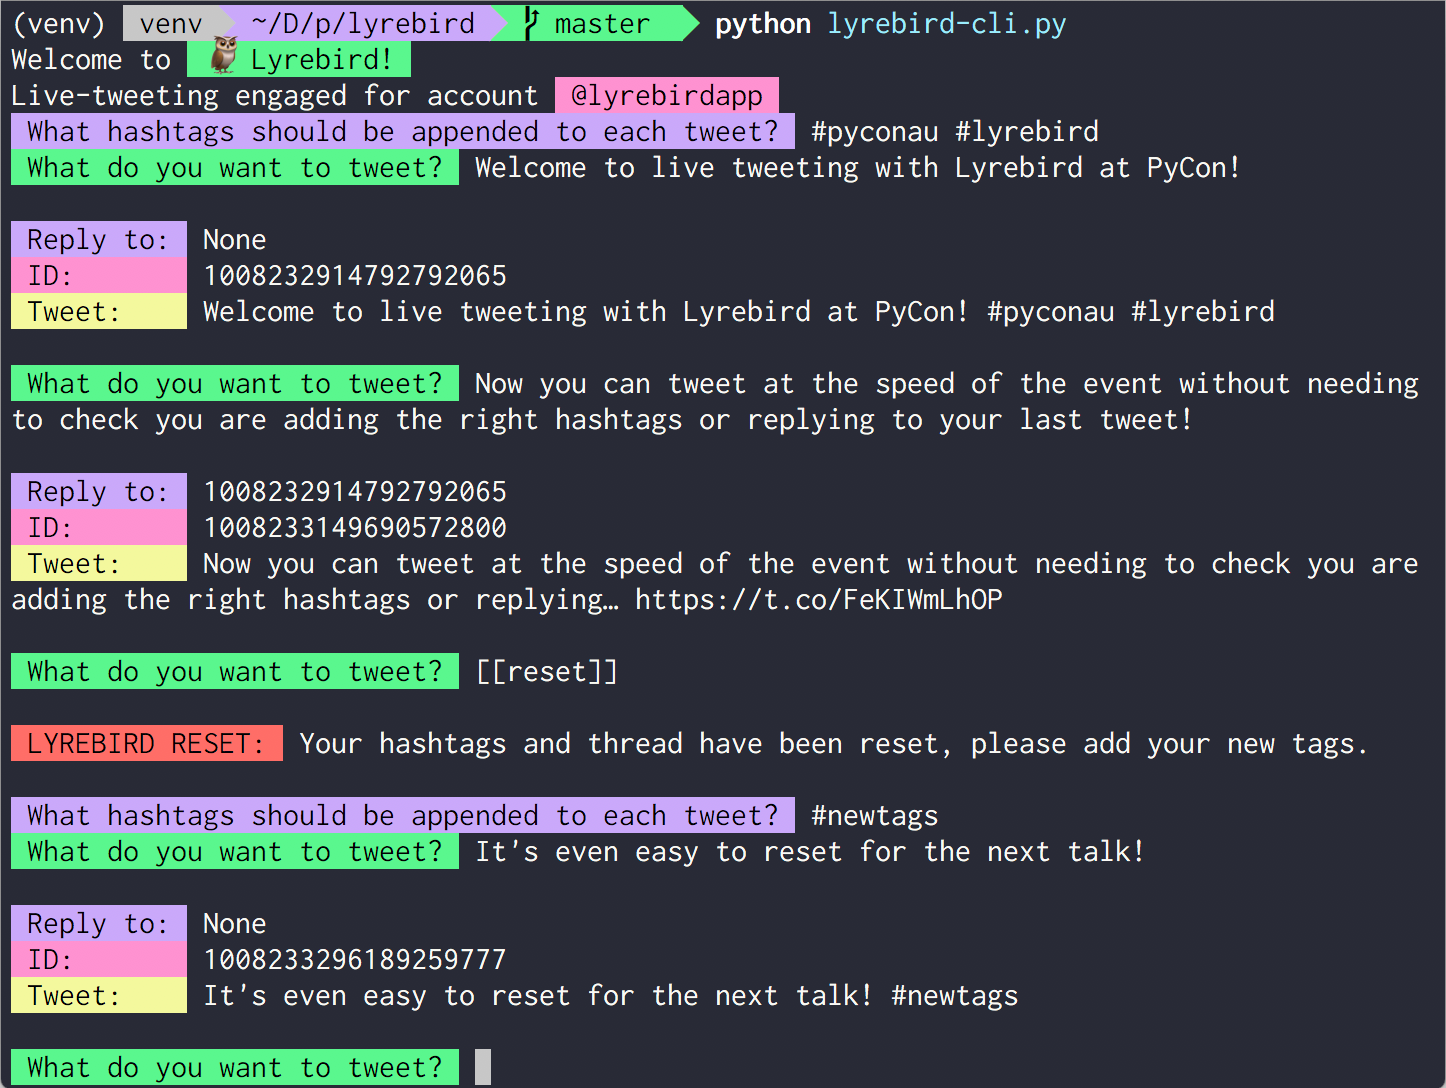 (venv) venv ~/D/p/lyrebird master python lyrebird-cli.py
Welcome to Lyrebird!
Live-tweeting engaged for account @lyrebirdapp
What hashtags should be appended to each tweet? #pyconau #lyrebird
What do you want to tweet? Welcome to live tweeting with Lyrebird at PyCon!
Reply to: None
ID: 1008232914792792065
Tweet: Welcome to live tweeting with Lyrebird at PyCon! #pyconau #lyrebird
What do you want to tweet? Now you can tweet at the speed of the event without needing
to check you are adding the right hashtags or replying to your last tweet!
Reply to: 1008232914792792065
ID: 1008233149690572800
Tweet: Now you can tweet at the speed of the event without needing to check you are
adding the right hashtags or replying… https://t.co/FeKIWmLhOP
What do you want to tweet? [[reset]]
LYREBIRD RESET: Your hashtags and thread have been reset, please add your new tags.
What hashtags should be appended to each tweet? #newtags
What do you want to tweet? It's even easy to reset for the next talk!
Reply to: None
ID: 1008233296189259777
Tweet: It's even easy to reset for the next talk! #newtags
What do you want to tweet?